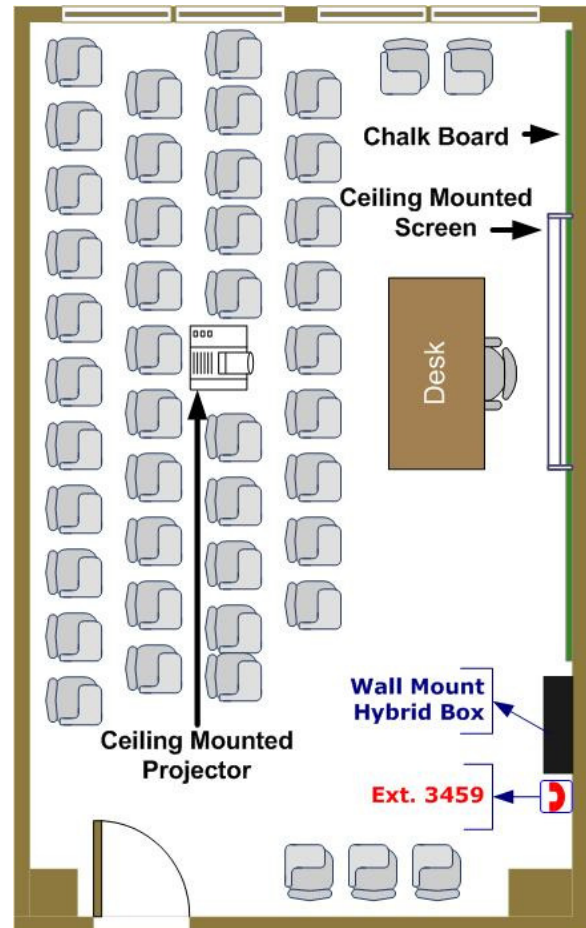 Chalk Board
Ceiling Mounted
Screen
Desk
Wall Mount
Hybrid Box
Ceiling Mounted
Projector
Ext. 3459